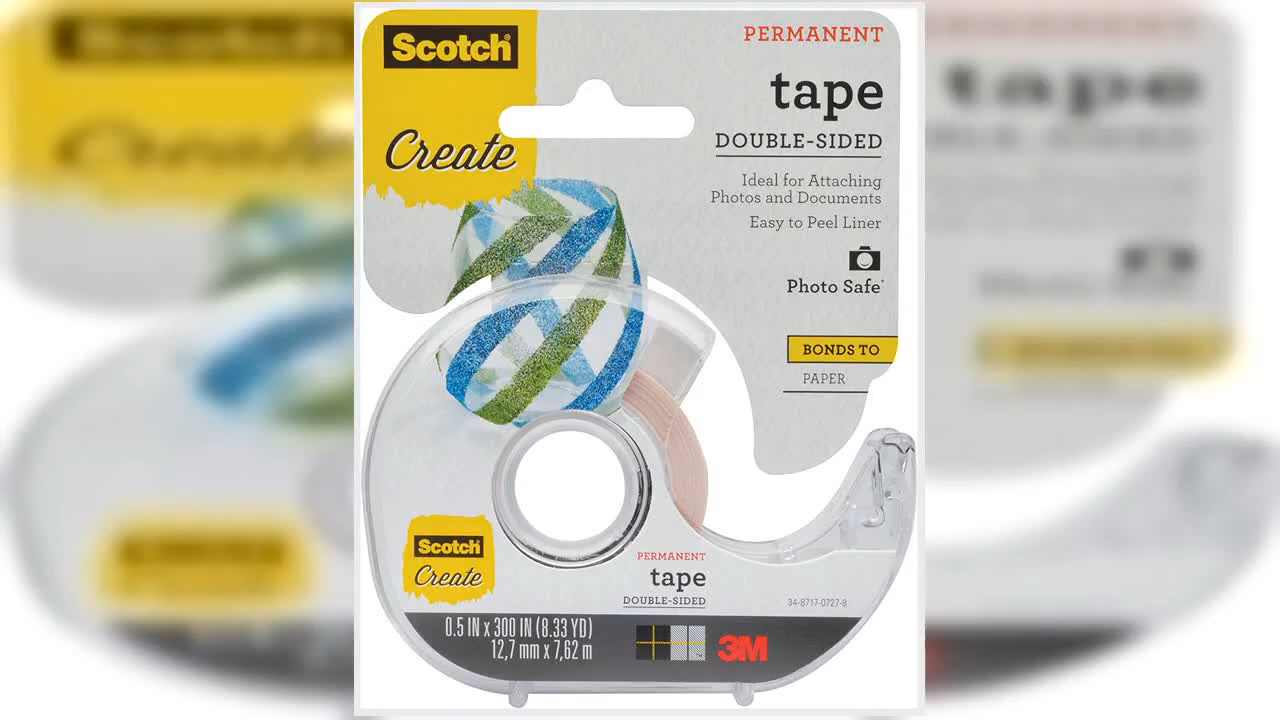 Scotch®
Create
PERMANENT
tape
DOUBLE-SIDED
Ideal for Attaching
Photos and Documents
Easy to Peel Liner
Photo Safe*
BONDS TO
PAPER
Scotch®
Create
PERMANENT
tape
DOUBLE-SIDED
34-8717-0727-8
0.5 IN x 300 IN (8.33 YD)
12,7 mm x 7,62 m
3M